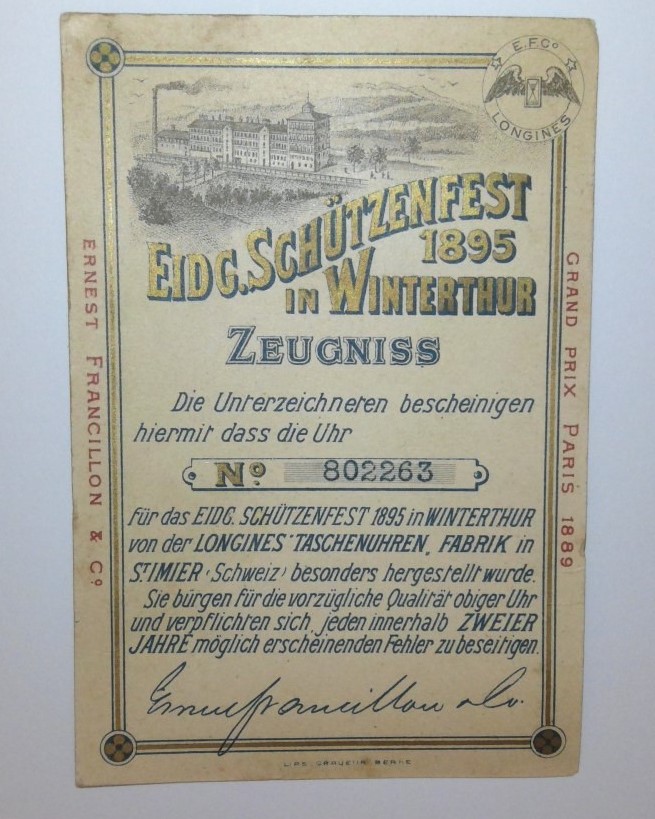 E.F.Cº
LONGINES
EIDG. SCHÜTZENFEST
1895
IN WINTERTHUR
ZEUGNISS
Die Unterzeichneten bescheinigen
hiermit dass die Uhr
Nº 802263
für das EIDG. SCHÜTZENFEST 1895 in WINTERTHUR
von der LONGINES "TASCHENUHREN" FABRIK in
ST IMIER (Schweiz) besonders hergestellt wurde.
Sie bürgen für die vorzügliche Qualität obiger Uhr
und verpflichten sich, jeden innerhalb ZWEIER
JAHRE möglich erscheinenden Fehler zu beseitigen.
Ernest Francillon & Co.
ERNEST FRANCILLON & Cº
GRAND PRIX PARIS 1889
GRAVEUR BERNE